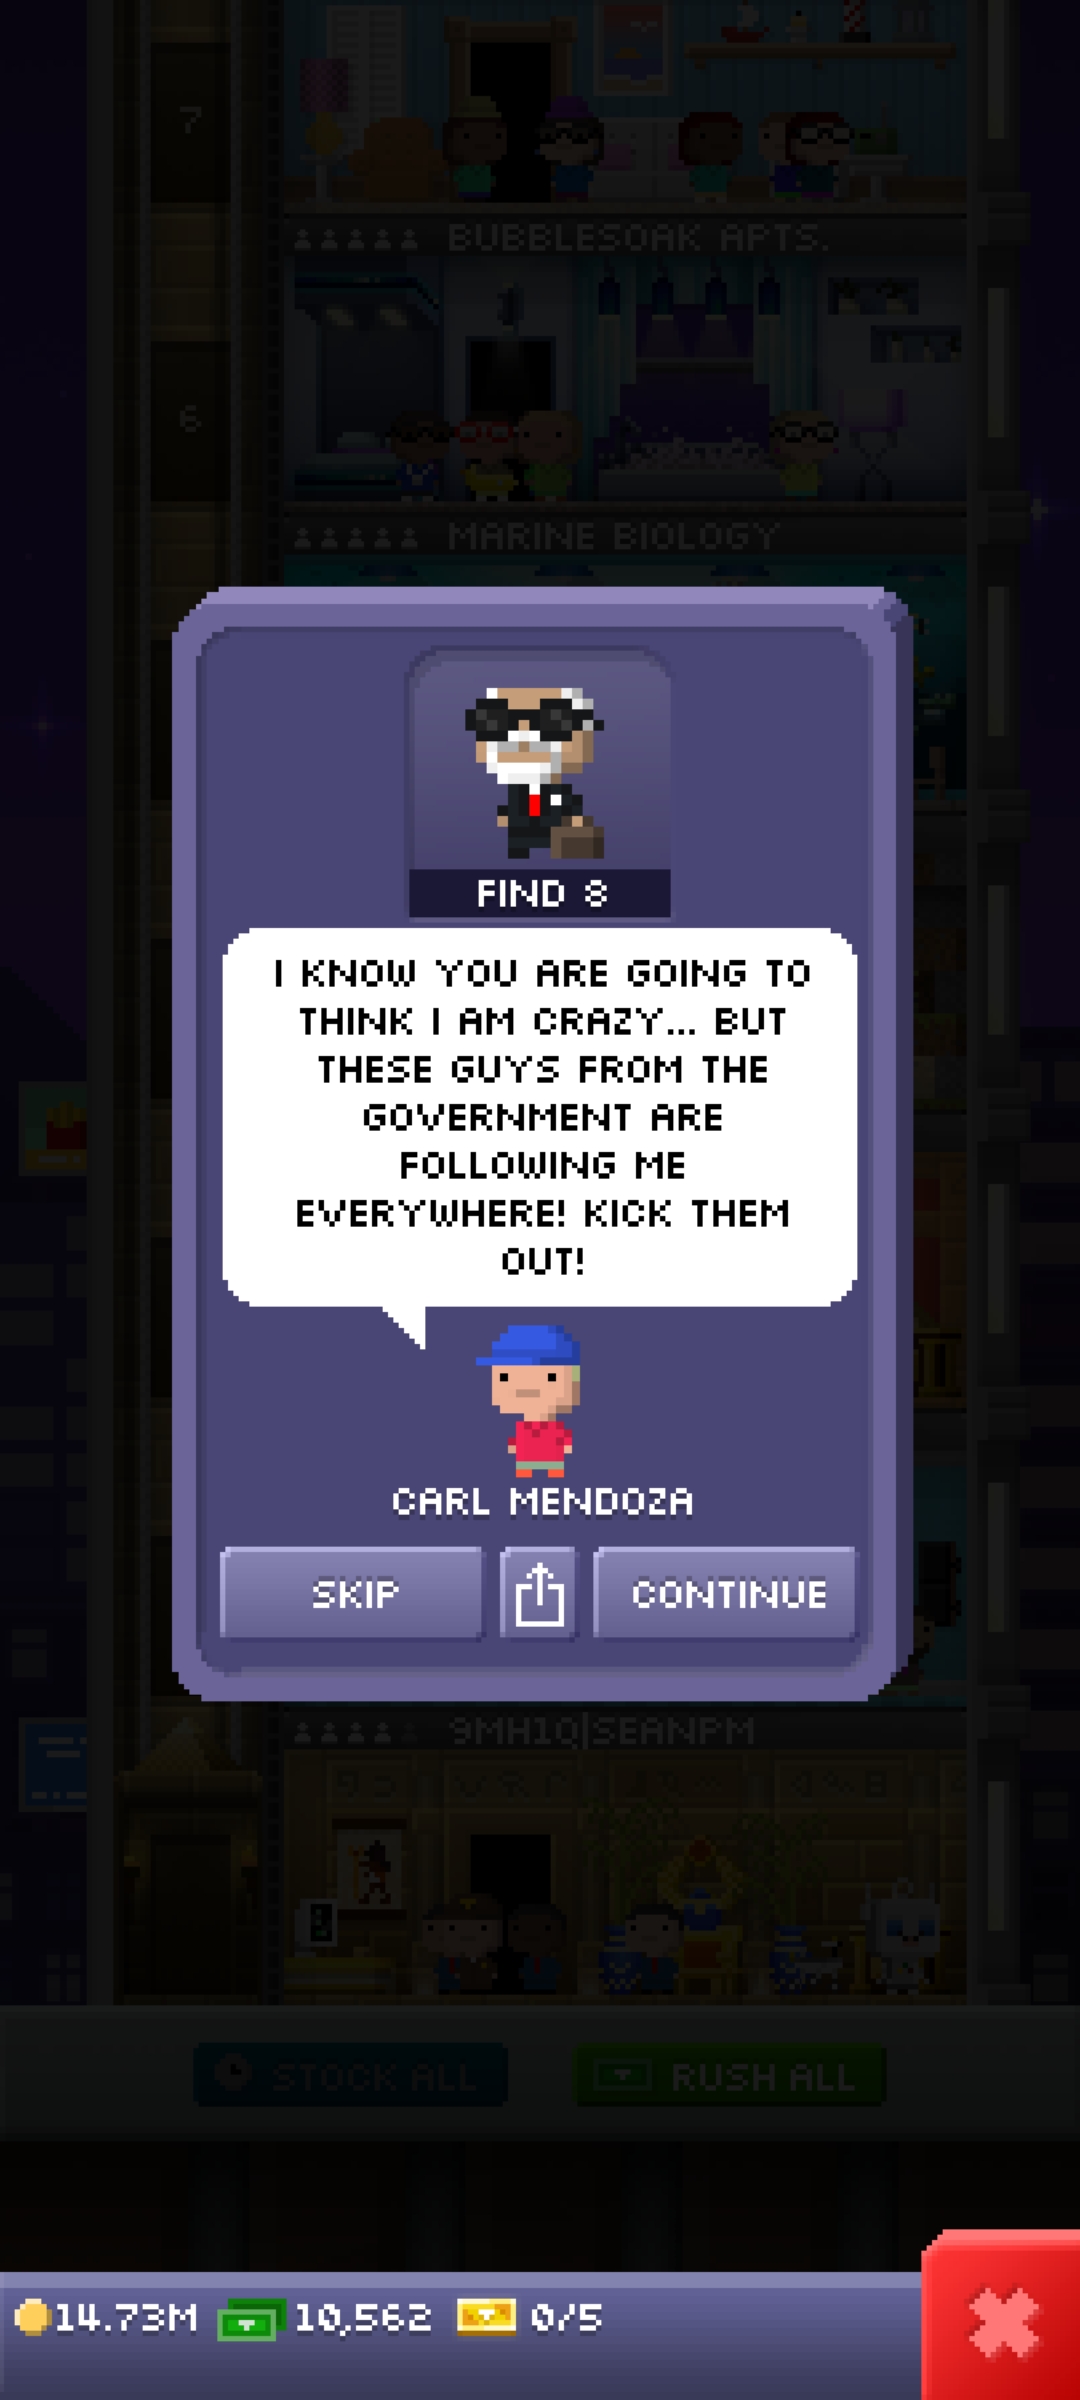 7
BUBBLESOAK APTS.
6
MARINE BIOLOGY
FIND 8
I KNOW YOU ARE GOING TO
THINK I AM CRAZY... BUT
THESE GUYS FROM THE
GOVERNMENT ARE
FOLLOWING ME
EVERYWHERE! KICK THEM
OUT!
CARL MENDOZA
SKIP
CONTINUE
9MH1Q|SEANPM
STOCK ALL
RUSH ALL
14.73M
10,562
0/5